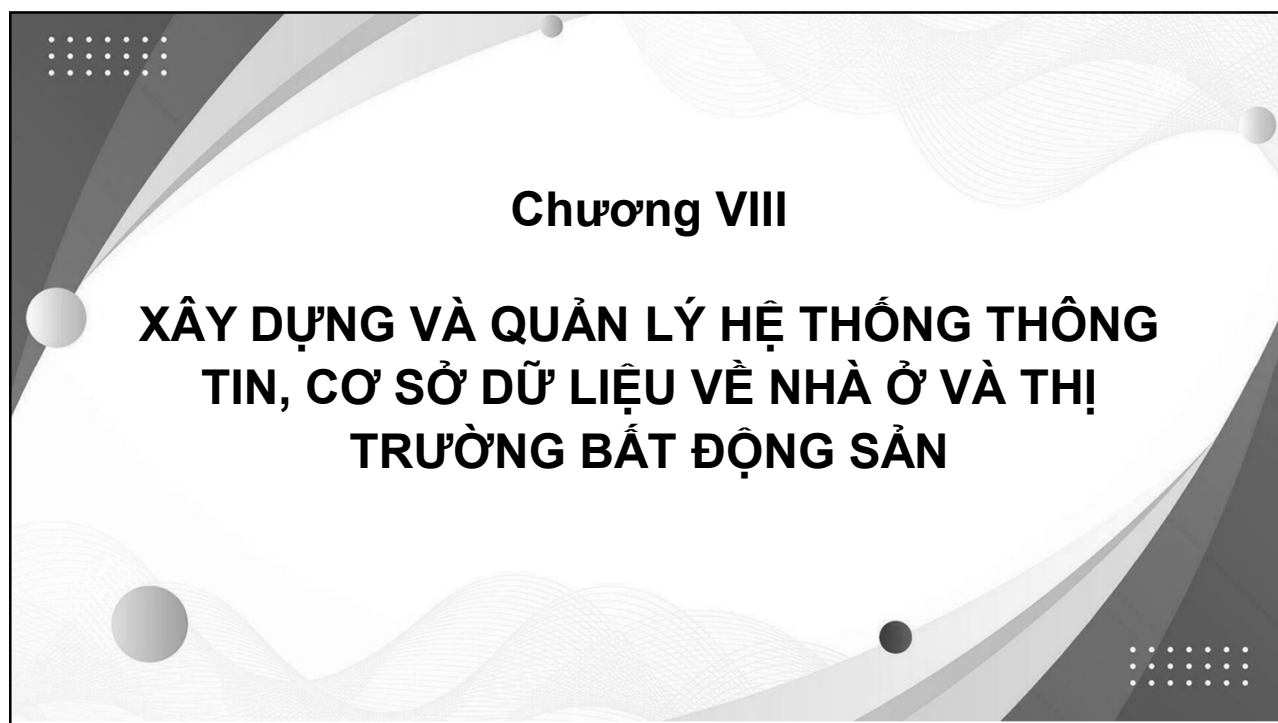 Chương VIII
XÂY DỰNG VÀ QUẢN LÝ HỆ THỐNG THÔNG
TIN, CƠ SỞ DỮ LIỆU VỀ NHÀ Ở VÀ THỊ
TRƯỜNG BẤT ĐỘNG SẢN